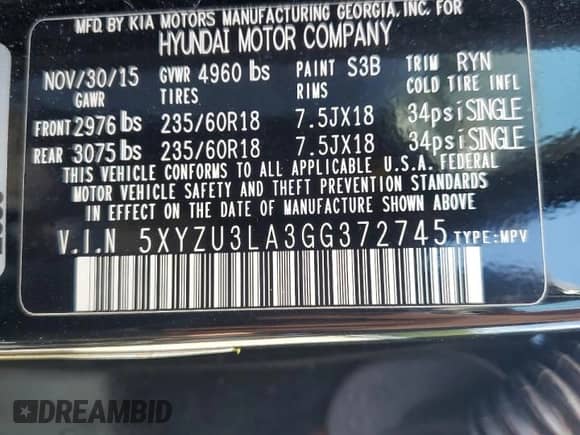 MFD.BY KIA MOTORS MANUFACTURING GEORGIA, INC. FOR
HYUNDAI MOTOR COMPANY
NOV/30/15 GVWR 4960 lbs PAINT S3B TRIM RYN
GAWR TIRES RIMS COLD TIRE INFL
FRONT 2976 lbs 235/60R18 7.5JX18 34psi SINGLE
REAR 3075 lbs 235/60R18 7.5JX18 34psi SINGLE
THIS VEHICLE CONFORMS TO ALL APPLICABLE U.S.A. FEDERAL
MOTOR VEHICLE SAFETY AND THEFT PREVENTION STANDARDS
IN EFFECT ON THE DATE OF MANUFACTURE SHOWN ABOVE
V.I.N 5XYZU3LA3GG372745 TYPE:MPV
DREAMBID